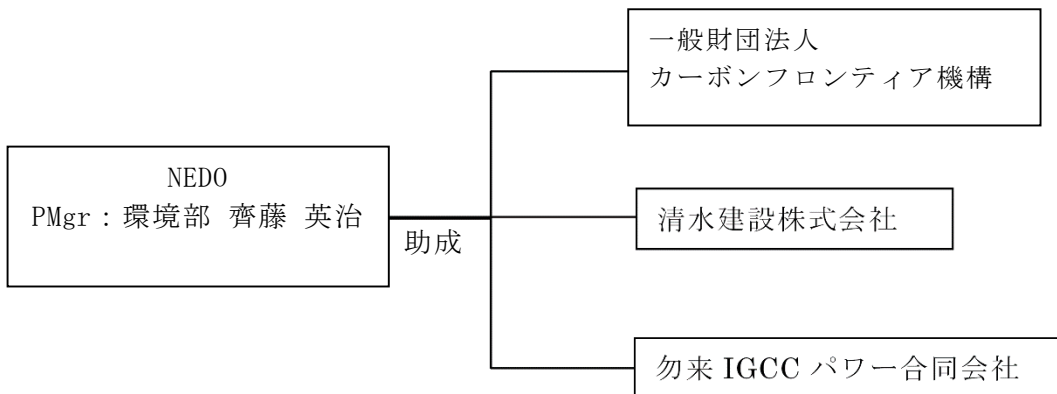 NEDO
PMgr：環境部 齊藤 英治
助成
一般財団法人
カーボンフロンティア機構
清水建設株式会社
勿来 IGCC パワー合同会社